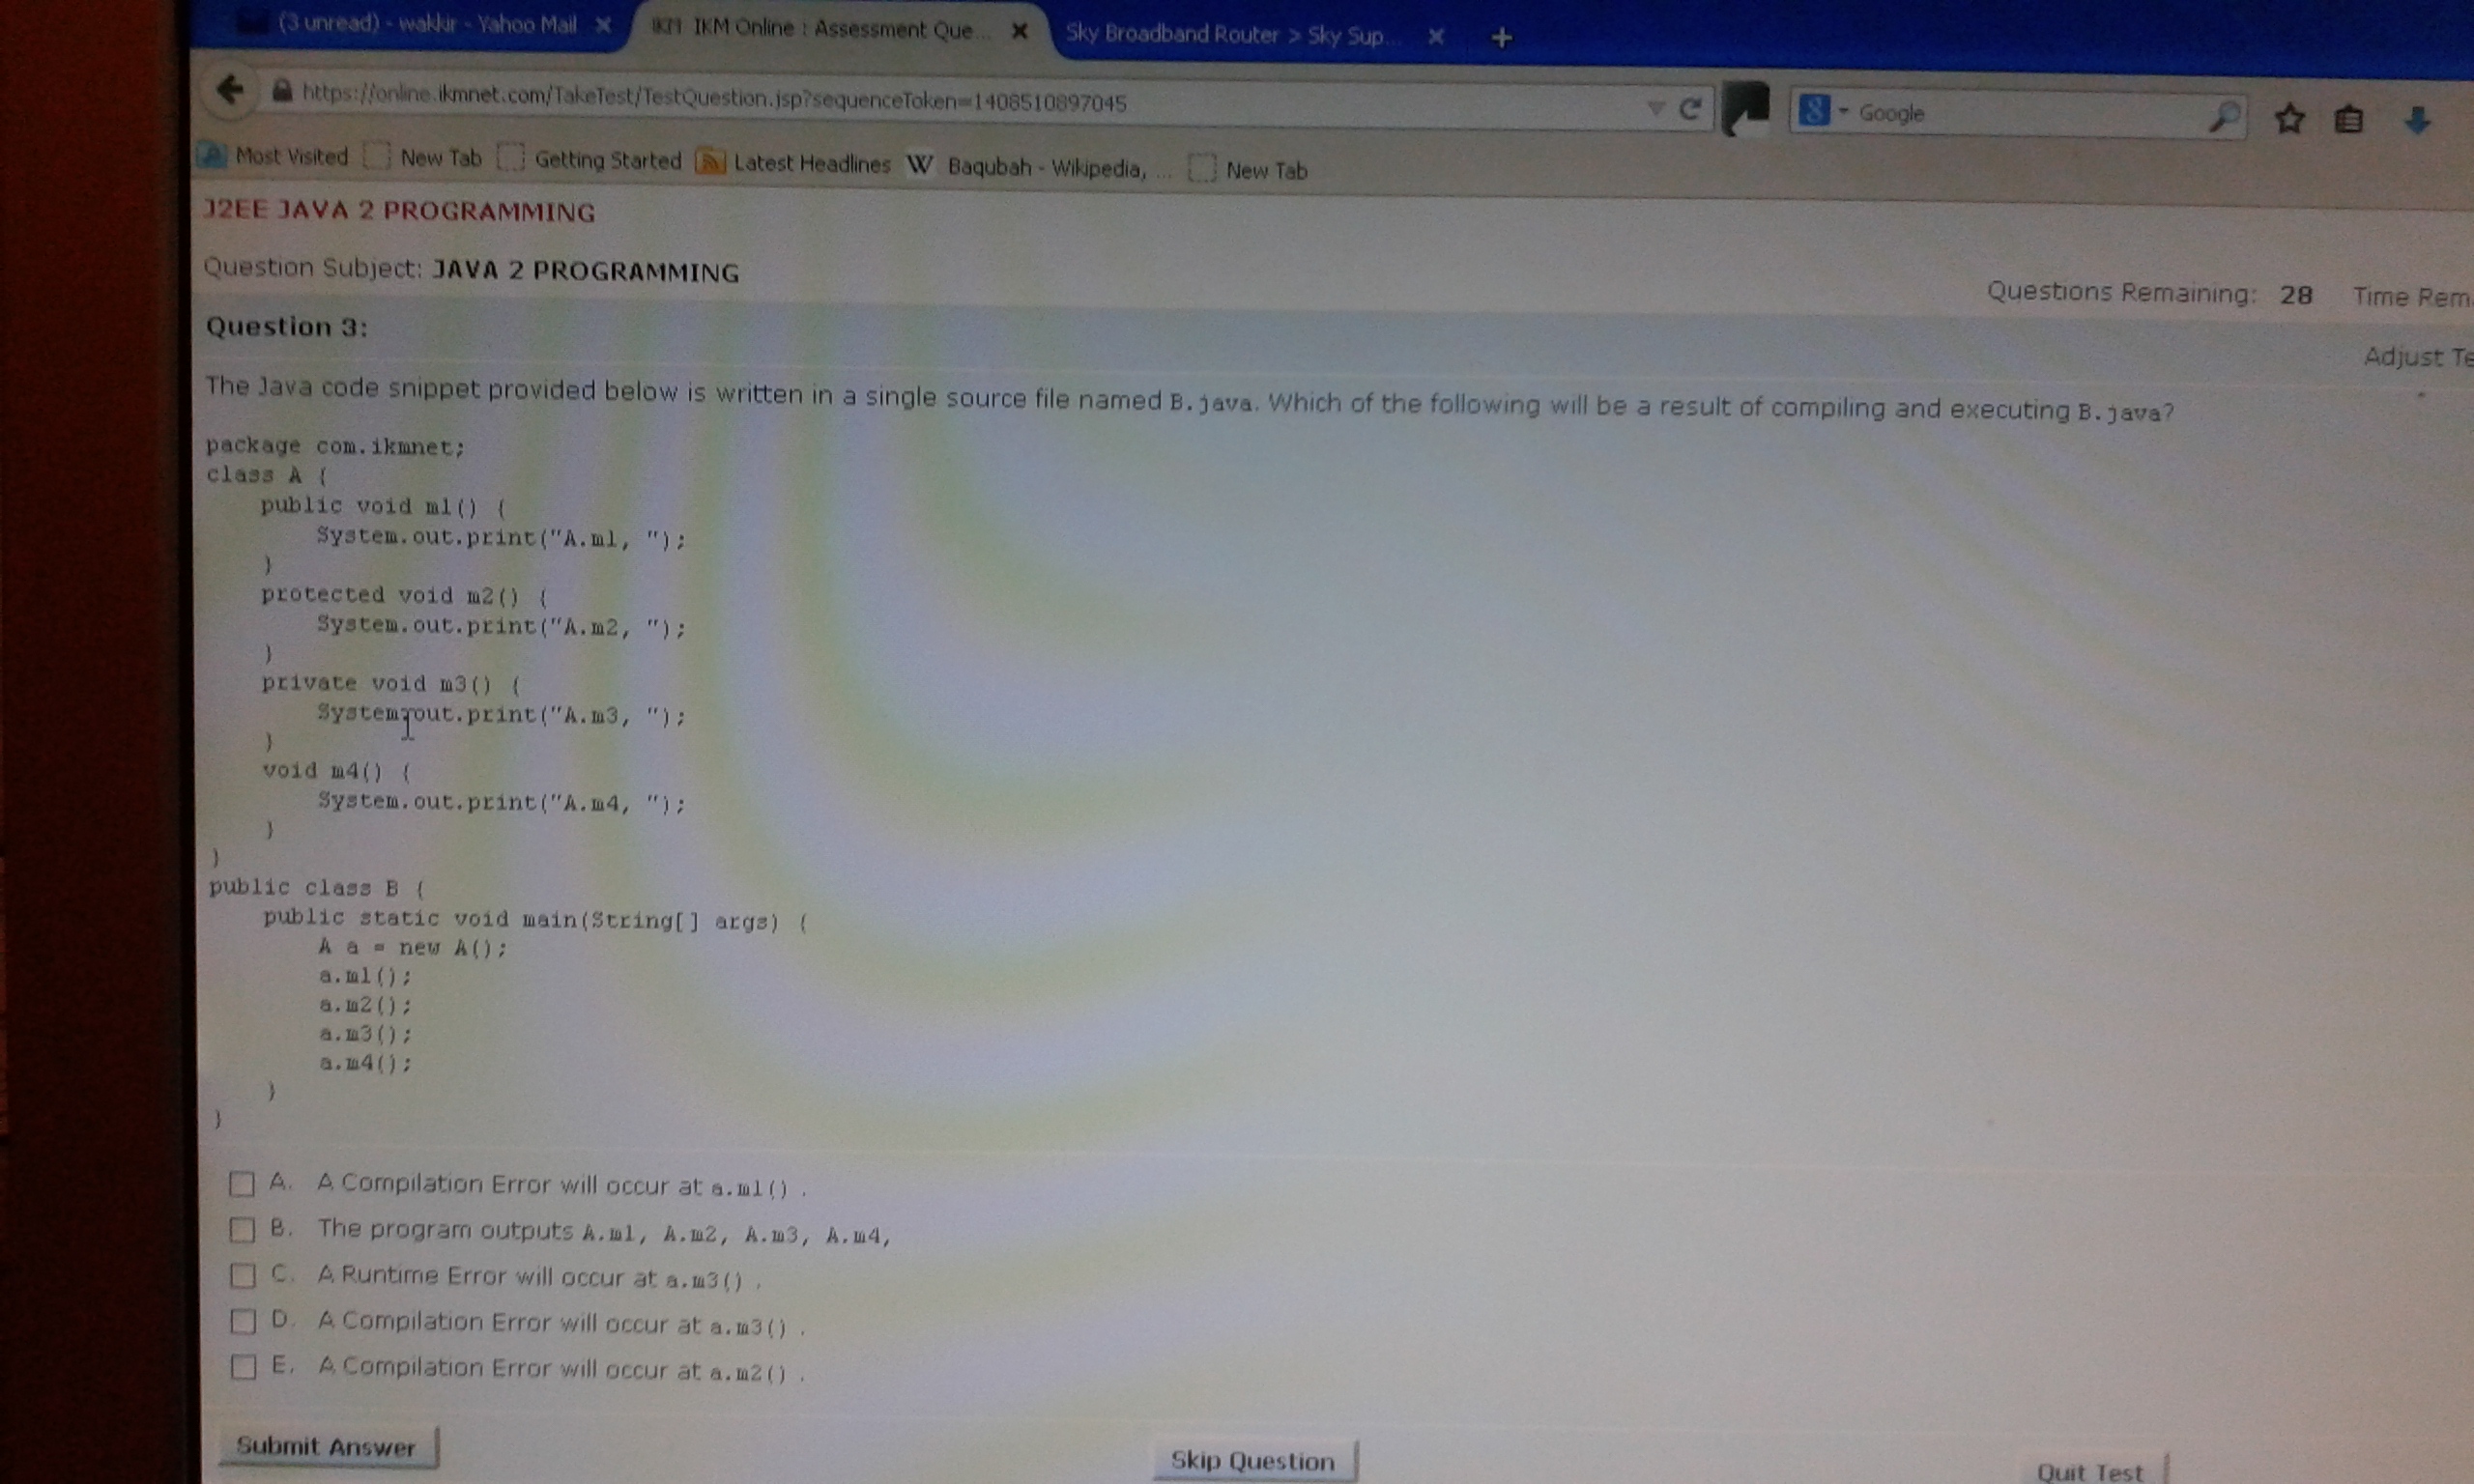 (3 unread) - wakkir - Yahoo Mail × IKM IKM Online : Assessment Que... × Sky Broadband Router > Sky Sup... × +
https://online.ikmnet.com/TakeTest/TestQuestion.jsp?sequenceToken=1408510897045 Google
Most Visited New Tab Getting Started Latest Headlines W Baqubah - Wikipedia, ... New Tab
J2EE JAVA 2 PROGRAMMING
Question Subject: JAVA 2 PROGRAMMING
Questions Remaining: 28 Time Rem
Question 3:
Adjust Te
The Java code snippet provided below is written in a single source file named B.java. Which of the following will be a result of compiling and executing B.java?
package com.ikmnet;
class A {
public void m1() {
System.out.print("A.m1, ");
}
protected void m2() {
System.out.print("A.m2, ");
}
private void m3() {
System.out.print("A.m3, ");
}
void m4() {
System.out.print("A.m4, ");
}
}
public class B {
public static void main(String[] args) {
A a = new A();
a.m1();
a.m2();
a.m3();
a.m4();
}
}
A. A Compilation Error will occur at a.m1() .
B. The program outputs A.m1, A.m2, A.m3, A.m4,
C. A Runtime Error will occur at a.m3() .
D. A Compilation Error will occur at a.m3() .
E. A Compilation Error will occur at a.m2() .
Submit Answer Skip Question Quit Test